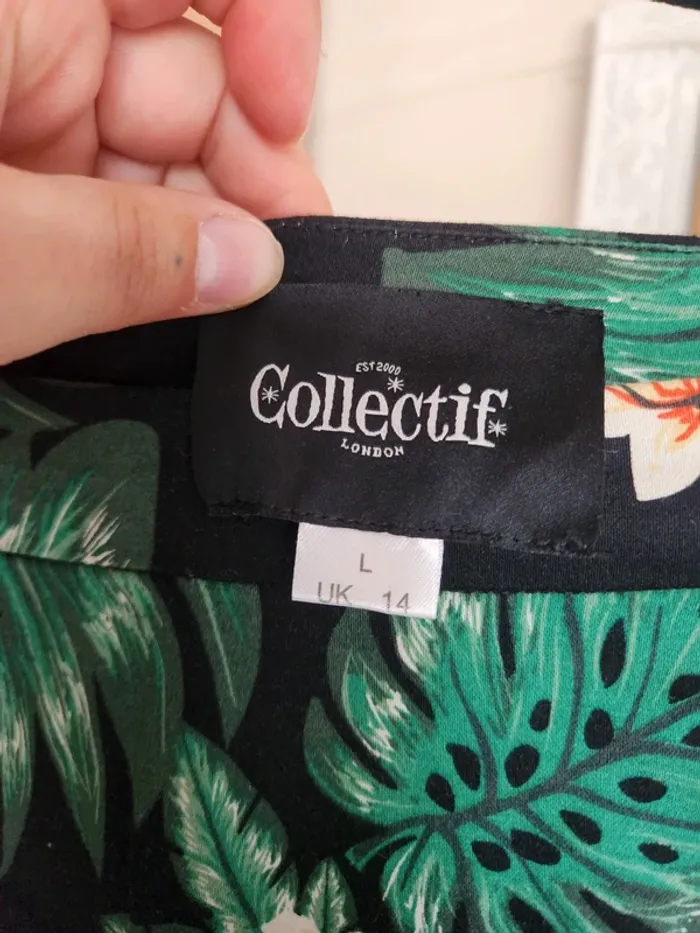 EST 2000
Collectif
LONDON
L
UK 14